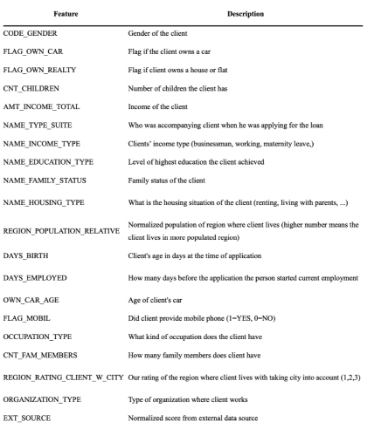 Feature Description
CODE_GENDER Gender of the client
FLAG_OWN_CAR Flag if the client owns a car
FLAG_OWN_REALTY Flag if client owns a house or flat
CNT_CHILDREN Number of children the client has
AMT_INCOME_TOTAL Income of the client
NAME_TYPE_SUITE Who was accompanying client when he was applying for the loan
NAME_INCOME_TYPE Clients' income type (businessman, working, maternity leave,)
NAME_EDUCATION_TYPE Level of highest education the client achieved
NAME_FAMILY_STATUS Family status of the client
NAME_HOUSING_TYPE What is the housing situation of the client (renting, living with parents, ...)
REGION_POPULATION_RELATIVE Normalized population of region where client lives (higher number means the
client lives in more populated region)
DAYS_BIRTH Client's age in days at the time of application
DAYS_EMPLOYED How many days before the application the person started current employment
OWN_CAR_AGE Age of client's car
FLAG_MOBIL Did client provide mobile phone (1=YES, 0=NO)
OCCUPATION_TYPE What kind of occupation does the client have
CNT_FAM_MEMBERS How many family members does client have
REGION_RATING_CLIENT_W_CITY Our rating of the region where client lives with taking city into account (1,2,3)
ORGANIZATION_TYPE Type of organization where client works
EXT_SOURCE Normalized score from external data source